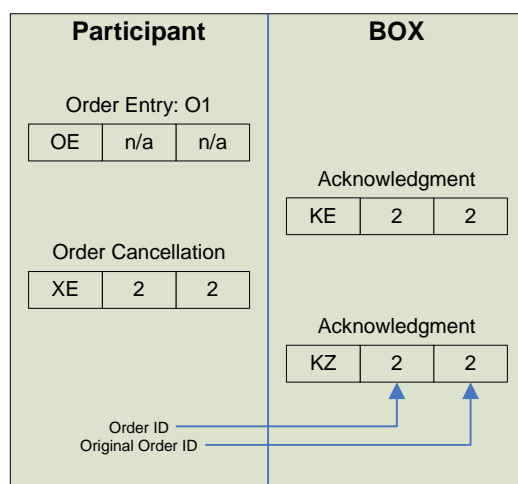 Participant
BOX
Order Entry: O1
OE n/a n/a
Acknowledgment
KE 2 2
Order Cancellation
XE 2 2
Acknowledgment
KZ 2 2
Order ID
Original Order ID